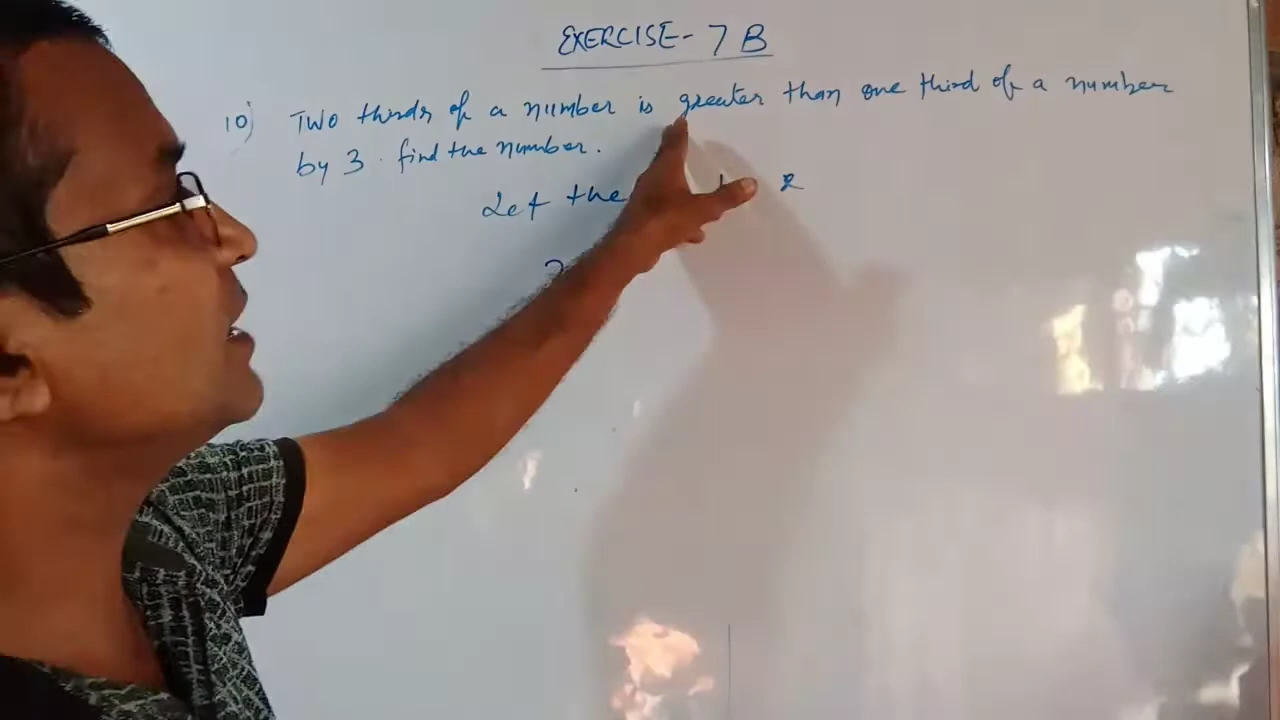 EXERCISE- 7 B
10) Two thirds of a number is greater than one third of a number
by 3. find the number.
Let the x
2